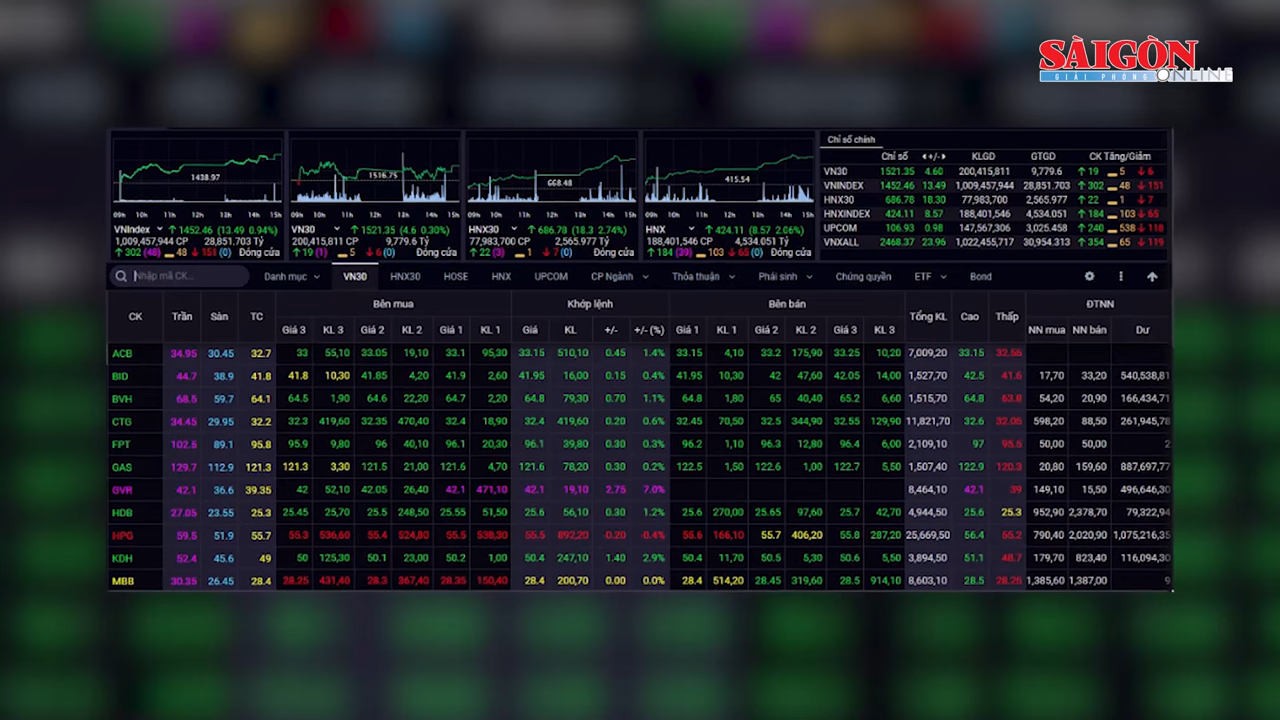 SÀIGÒN
GIẢI PHÓNG ONLINE
1438.97
1516.75
668.48
415.54
09h 10h 11h 12h 13h 14h 15h
09h 10h 11h 12h 13h 14h 15h
09h 10h 11h 12h 13h 14h 15h
09h 10h 11h 12h 13h 14h 15h
VNIndex 1452.46 (13.49 0.94%)
1,009,457,944 CP 28,851.703 Tỷ
302 (48) 48 151 (0) Đóng cửa
VN30 1521.35 (4.6 0.30%)
200,415,811 CP 9,779.6 Tỷ
19 (1) 5 6 (0) Đóng cửa
HNX30 686.78 (18.3 2.74%)
77,983,700 CP 2,565.977 Tỷ
22 (3) 1 7 (0) Đóng cửa
HNX 424.11 (8.57 2.06%)
188,401,546 CP 4,534.051 Tỷ
184 (39) 103 65 (0) Đóng cửa
Chỉ số chính
Chỉ số +/- KLGD GTGD CK Tăng/Giảm
VN30 1521.35 4.60 200,415,811 9,779.6 19 5 6
VNINDEX 1452.46 13.49 1,009,457,944 28,851.703 302 48 151
HNX30 686.78 18.30 77,983,700 2,565.977 22 1 7
HNXINDEX 424.11 8.57 188,401,546 4,534.051 184 103 65
UPCOM 106.93 0.98 147,567,306 3,025.458 240 538 118
VNXALL 2468.37 23.96 1,022,455,717 30,954.313 354 65 119
Nhập mã CK... Danh mục VN30 HNX30 HOSE HNX UPCOM CP Ngành Thỏa thuận Phái sinh Chứng quyền ETF Bond
CK Trần Sàn TC Bên mua Khớp lệnh Bên bán Tổng KL Cao Thấp ĐTNN
Giá 3 KL 3 Giá 2 KL 2 Giá 1 KL 1 Giá KL +/- +/- (%) Giá 1 KL 1 Giá 2 KL 2 Giá 3 KL 3 NN mua NN bán Dư
ACB 34.95 30.45 32.7 33 55,10 33.05 19,10 33.1 95,30 33.15 510,10 0.45 1.4% 33.15 4,10 33.2 175,90 33.25 10,20 7,009,20 33.15 32.55
BID 44.7 38.9 41.8 41.8 10,30 41.85 4,20 41.9 2,60 41.95 16,00 0.15 0.4% 41.95 10,30 42 47,60 42.05 14,00 1,527,70 42.5 41.6 17,70 33,20 540,538,81
BVH 68.5 59.7 64.1 64.5 1,90 64.6 22,20 64.7 2,20 64.8 79,30 0.70 1.1% 64.8 1,80 65 40,40 65.2 6,60 1,515,70 64.8 63.8 54,20 20,90 166,434,71
CTG 34.45 29.95 32.2 32.3 419,60 32.35 470,40 32.4 18,90 32.4 419,60 0.20 0.6% 32.45 70,50 32.5 344,90 32.55 129,90 11,821,70 32.6 32.05 598,20 88,50 261,945,78
FPT 102.5 89.1 95.8 95.9 9,80 96 40,10 96.1 20,30 96.1 39,80 0.30 0.3% 96.2 1,10 96.3 12,80 96.4 6,00 2,109,10 97 95.5 50,00 50,00 2
GAS 129.7 112.9 121.3 121.3 3,30 121.5 21,00 121.6 4,70 121.6 78,20 0.30 0.2% 122.5 1,50 122.6 1,00 122.7 5,50 1,507,40 122.9 120.3 20,80 159,60 887,697,77
GVR 42.1 36.6 39.35 42 52,10 42.05 26,40 42.1 471,10 42.1 19,10 2.75 7.0% 8,464,10 42.1 39 149,10 15,50 496,646,30
HDB 27.05 23.55 25.3 25.45 25,70 25.5 248,50 25.55 51,50 25.6 56,10 0.30 1.2% 25.6 270,00 25.65 97,60 25.7 42,70 4,944,50 25.6 25.3 952,90 2,378,70 79,322,94
HPG 59.5 51.9 55.7 55.3 536,60 55.4 524,80 55.5 538,30 55.5 892,20 -0.20 -0.4% 55.6 166,10 55.7 406,20 55.8 287,20 25,669,50 56.4 55.2 790,40 2,020,90 1,075,216,35
KDH 52.4 45.6 49 50 125,30 50.1 23,00 50.2 1,00 50.4 247,10 1.40 2.9% 50.4 11,70 50.5 5,30 50.6 5,50 3,894,50 51.1 48.7 179,70 823,40 116,094,30
MBB 30.35 26.45 28.4 28.25 431,40 28.3 367,40 28.35 150,40 28.4 200,70 0.00 0.0% 28.4 514,20 28.45 319,60 28.5 914,10 8,603,10 28.5 28.25 1,385,60 1,387,00 9